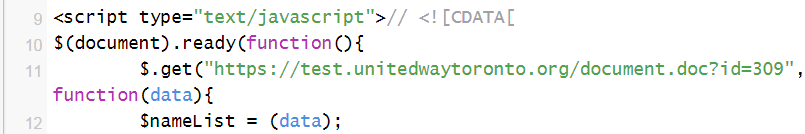 9 <script type="text/javascript">// <![CDATA[
10 $(document).ready(function(){
11 $.get("https://test.unitedwaytoronto.org/document.doc?id=309",
function(data){
12 $nameList = (data);